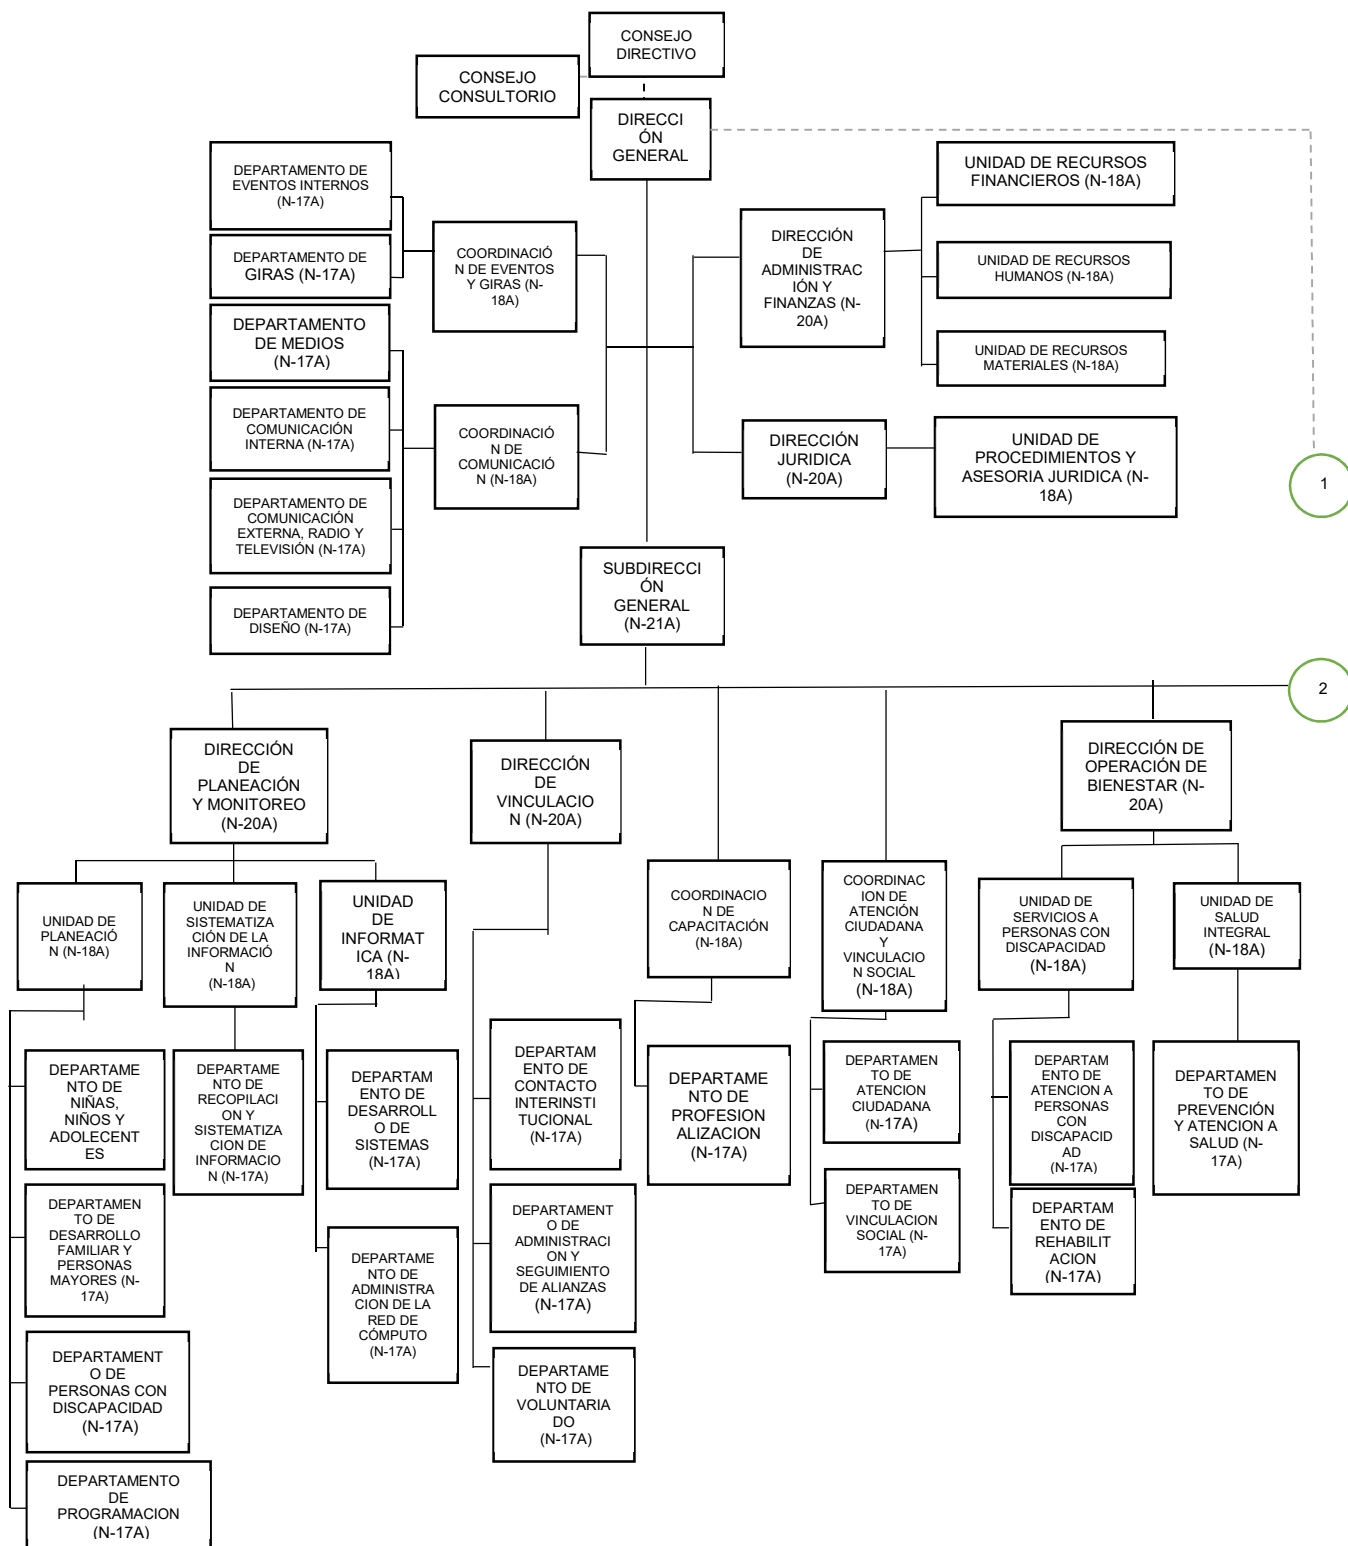 CONSEJO
DIRECTIVO
CONSEJO
CONSULTORIO
DIRECCI
ÓN
GENERAL
DEPARTAMENTO DE
EVENTOS INTERNOS
(N-17A)
DEPARTAMENTO DE
GIRAS (N-17A)
COORDINACIÓ
N DE EVENTOS
Y GIRAS (N-
18A)
DIRECCIÓN
DE
ADMINISTRAC
IÓN Y
FINANZAS (N-
20A)
UNIDAD DE RECURSOS
FINANCIEROS (N-18A)
UNIDAD DE RECURSOS
HUMANOS (N-18A)
UNIDAD DE RECURSOS
MATERIALES (N-18A)
DEPARTAMENTO
DE MEDIOS
(N-17A)
DEPARTAMENTO DE
COMUNICACIÓN
INTERNA (N-17A)
DEPARTAMENTO DE
COMUNICACIÓN
EXTERNA, RADIO Y
TELEVISIÓN (N-17A)
DEPARTAMENTO DE
DISEÑO (N-17A)
COORDINACIÓ
N DE
COMUNICACIÓ
N (N-18A)
DIRECCIÓN
JURIDICA
(N-20A)
UNIDAD DE
PROCEDIMIENTOS Y
ASESORIA JURIDICA (N-
18A)
1
SUBDIRECCI
ÓN
GENERAL
(N-21A)
2
DIRECCIÓN
DE
PLANEACIÓN
Y MONITOREO
(N-20A)
DIRECCIÓN
DE
VINCULACIO
N (N-20A)
DIRECCIÓN DE
OPERACIÓN DE
BIENESTAR (N-
20A)
UNIDAD DE
PLANEACIÓ
N (N-18A)
UNIDAD DE
SISTEMATIZA
CIÓN DE LA
INFORMACIÓ
N
(N-18A)
UNIDAD
DE
INFORMAT
ICA (N-
18A)
COORDINACIO
N DE
CAPACITACIÓN
(N-18A)
COORDINAC
ION DE
ATENCIÓN
CIUDADANA
Y
VINCULACIO
N SOCIAL
(N-18A)
UNIDAD DE
SERVICIOS A
PERSONAS CON
DISCAPACIDAD
(N-18A)
UNIDAD DE
SALUD
INTEGRAL
(N-18A)
DEPARTAME
NTO DE
NIÑAS,
NIÑOS Y
ADOLECENT
ES
DEPARTAME
NTO DE
RECOPILACI
ON Y
SISTEMATIZA
CION DE
INFORMACIO
N (N-17A)
DEPARTAM
ENTO DE
DESARROLL
O DE
SISTEMAS
(N-17A)
DEPARTAM
ENTO DE
CONTACTO
INTERINSTI
TUCIONAL
(N-17A)
DEPARTAME
NTO DE
PROFESION
ALIZACION
(N-17A)
DEPARTAMEN
TO DE
ATENCION
CIUDADANA
(N-17A)
DEPARTAM
ENTO DE
ATENCION A
PERSONAS
CON
DISCAPACID
AD
(N-17A)
DEPARTAMEN
TO DE
PREVENCIÓN
Y ATENCION A
SALUD (N-
17A)
DEPARTAMEN
TO DE
DESARROLLO
FAMILIAR Y
PERSONAS
MAYORES (N-
17A)
DEPARTAME
NTO DE
ADMINISTRA
CION DE LA
RED DE
CÓMPUTO
(N-17A)
DEPARTAMENT
O DE
ADMINISTRACI
ON Y
SEGUIMIENTO
DE ALIANZAS
(N-17A)
DEPARTAMEN
TO DE
VINCULACION
SOCIAL (N-
17A)
DEPARTAM
ENTO DE
REHABILIT
ACION
(N-17A)
DEPARTAMENT
O DE
PERSONAS CON
DISCAPACIDAD
(N-17A)
DEPARTAME
NTO DE
VOLUNTARIA
DO
(N-17A)
DEPARTAMENTO
DE
PROGRAMACION
(N-17A)